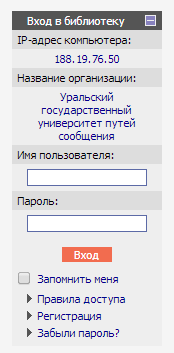 Вход в библиотеку
IP-адрес компьютера:
188.19.76.50
Название организации:
Уральский
государственный
университет путей
сообщения
Имя пользователя:
Пароль:
Вход
Запомнить меня
Правила доступа
Регистрация
Забыли пароль?